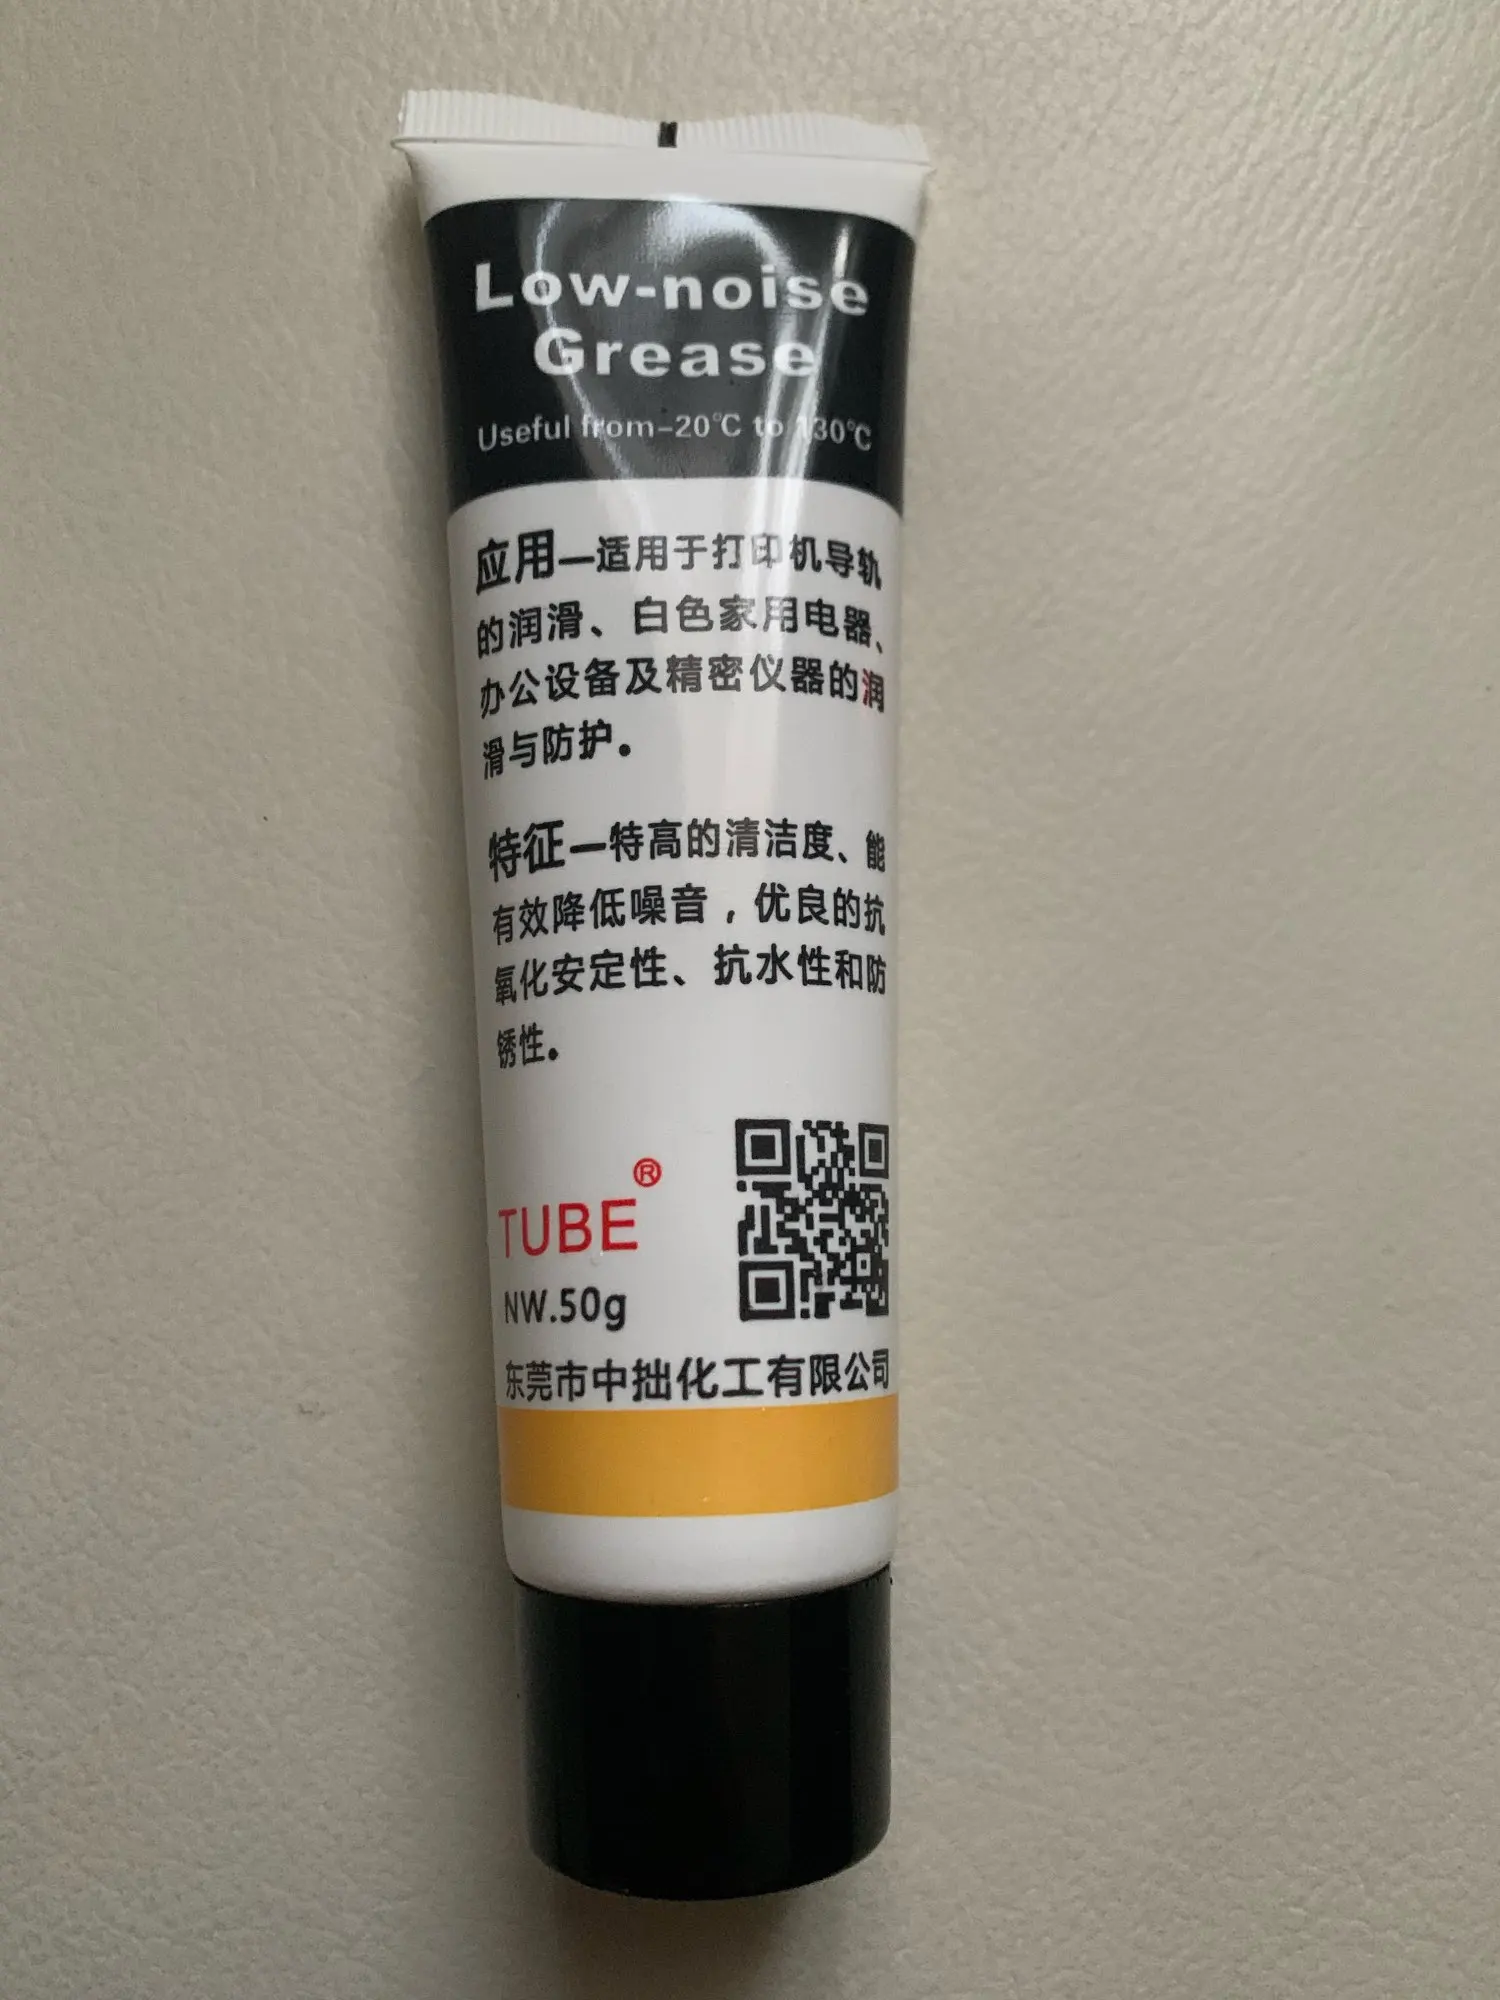 Low-noise
Grease
Useful from-20℃ to 130℃
应用—适用于打印机导轨
的润滑、白色家用电器、
办公设备及精密仪器的润
滑与防护。
特征—特高的清洁度、能
有效降低噪音，优良的抗
氧化安定性、抗水性和防
锈性。
TUBE®
NW.50g
东莞市中拙化工有限公司